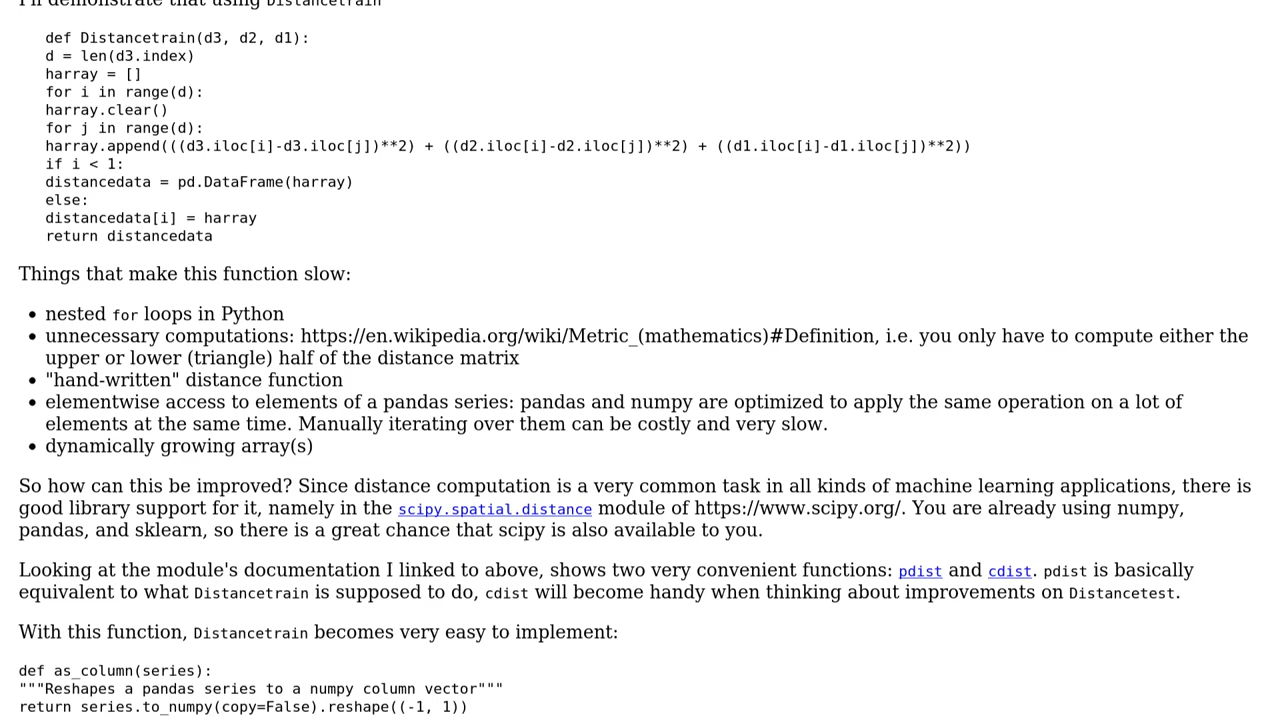 I'll demonstrate that using Distancetrain
def Distancetrain(d3, d2, d1):
d = len(d3.index)
harray = []
for i in range(d):
harray.clear()
for j in range(d):
harray.append(((d3.iloc[i]-d3.iloc[j])**2) + ((d2.iloc[i]-d2.iloc[j])**2) + ((d1.iloc[i]-d1.iloc[j])**2))
if i < 1:
distancedata = pd.DataFrame(harray)
else:
distancedata[i] = harray
return distancedata
Things that make this function slow:
• nested for loops in Python
• unnecessary computations: https://en.wikipedia.org/wiki/Metric_(mathematics)#Definition, i.e. you only have to compute either the
upper or lower (triangle) half of the distance matrix
• "hand-written" distance function
• elementwise access to elements of a pandas series: pandas and numpy are optimized to apply the same operation on a lot of
elements at the same time. Manually iterating over them can be costly and very slow.
• dynamically growing array(s)
So how can this be improved? Since distance computation is a very common task in all kinds of machine learning applications, there is
good library support for it, namely in the scipy.spatial.distance module of https://www.scipy.org/. You are already using numpy,
pandas, and sklearn, so there is a great chance that scipy is also available to you.
Looking at the module's documentation I linked to above, shows two very convenient functions: pdist and cdist. pdist is basically
equivalent to what Distancetrain is supposed to do, cdist will become handy when thinking about improvements on Distancetest.
With this function, Distancetrain becomes very easy to implement:
def as_column(series):
"""Reshapes a pandas series to a numpy column vector"""
return series.to_numpy(copy=False).reshape((-1, 1))